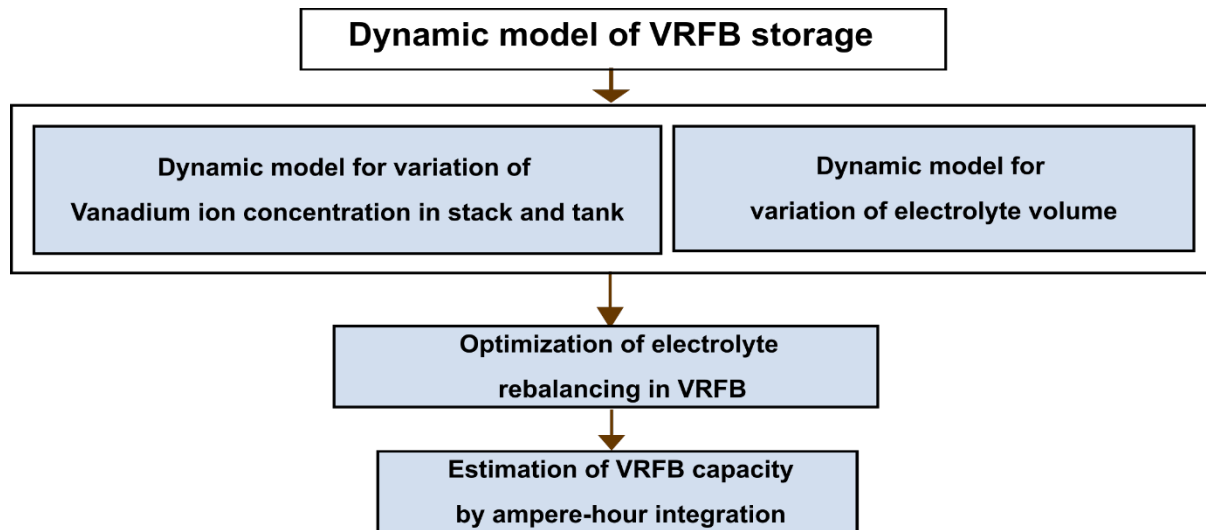 Dynamic model of VRFB storage
Dynamic model for variation of
Vanadium ion concentration in stack and tank
Dynamic model for
variation of electrolyte volume
Optimization of electrolyte
rebalancing in VRFB
Estimation of VRFB capacity
by ampere-hour integration